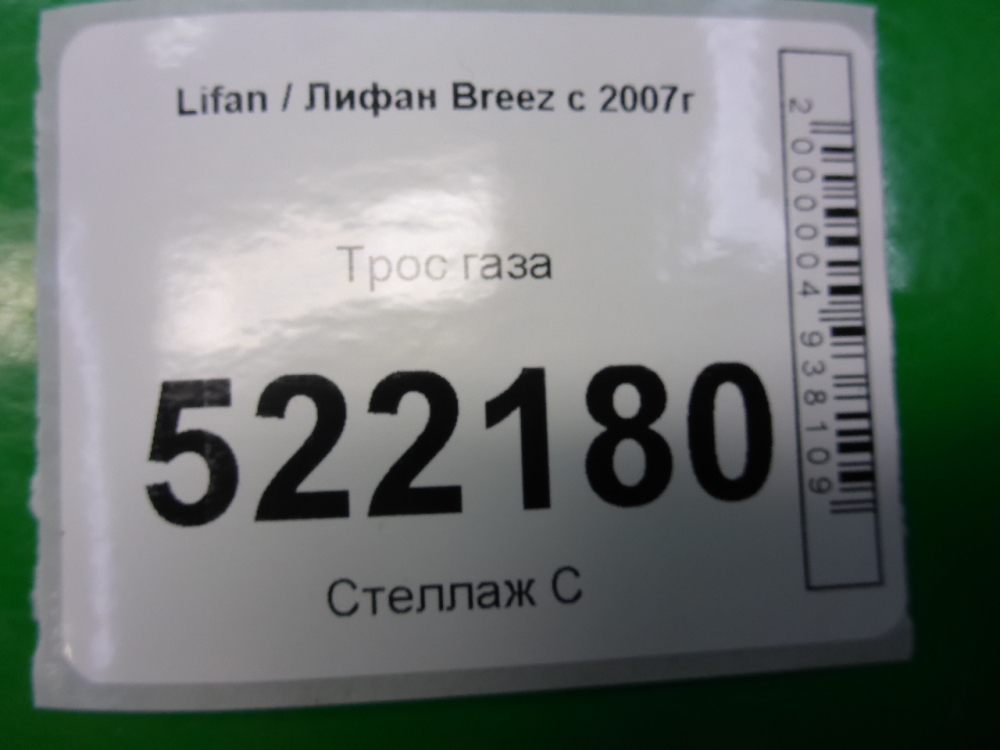 Lifan / Лифан Breez с 2007г
Трос газа
522180
Стеллаж С
2000004938109